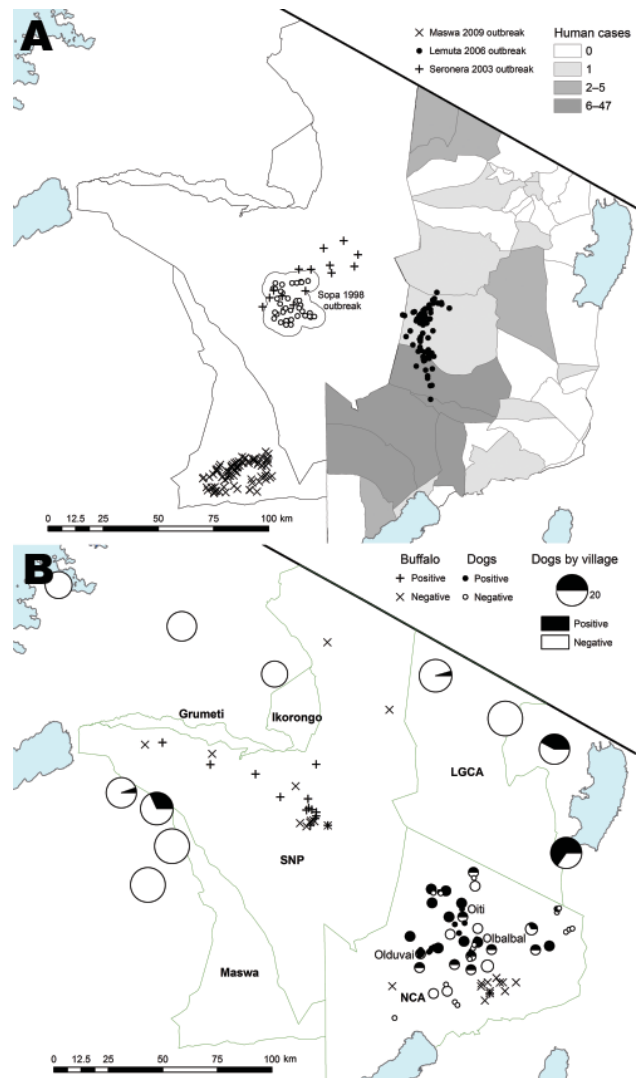 A
Maswa 2009 outbreak
Lemuta 2006 outbreak
Seronera 2003 outbreak
Human cases
0
1
2–5
6–47
Sopa 1998
outbreak
0 12.5 25 50 75 100
km
B
Buffalo
Positive
Negative
Dogs
Positive
Negative
Dogs by village
20
Positive
Negative
Grumeti
Ikorongo
LGCA
SNP
Oiti
Olbalbal
Olduvai
Maswa
NCA
0 12.5 25 50 75 100
km